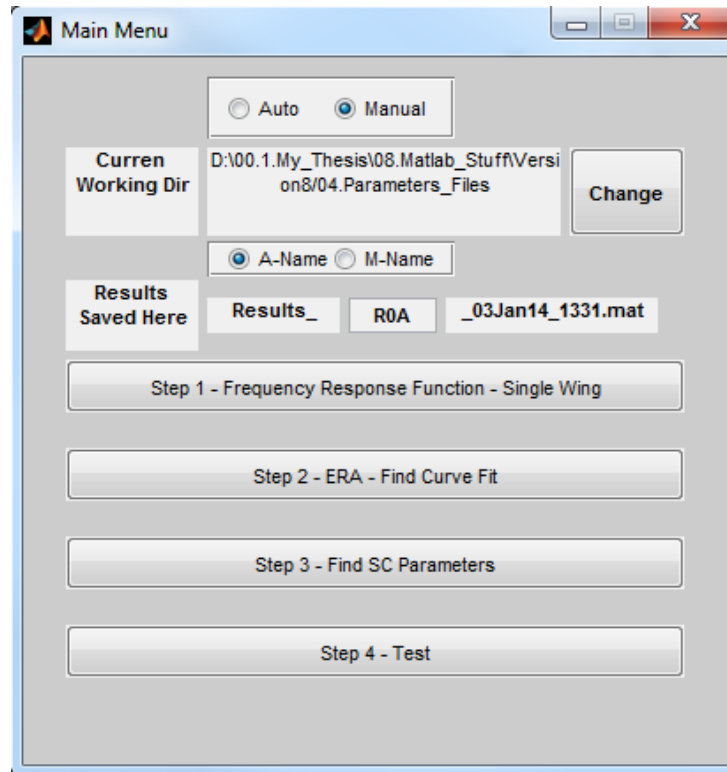 Main Menu
Auto Manual
Curren
Working Dir
D:\00.1.My_Thesis\08.Matlab_Stuff\Versi
on8/04.Parameters_Files
Change
A-Name M-Name
Results
Saved Here
Results_ R0A _03Jan14_1331.mat
Step 1 - Frequency Response Function - Single Wing
Step 2 - ERA - Find Curve Fit
Step 3 - Find SC Parameters
Step 4 - Test